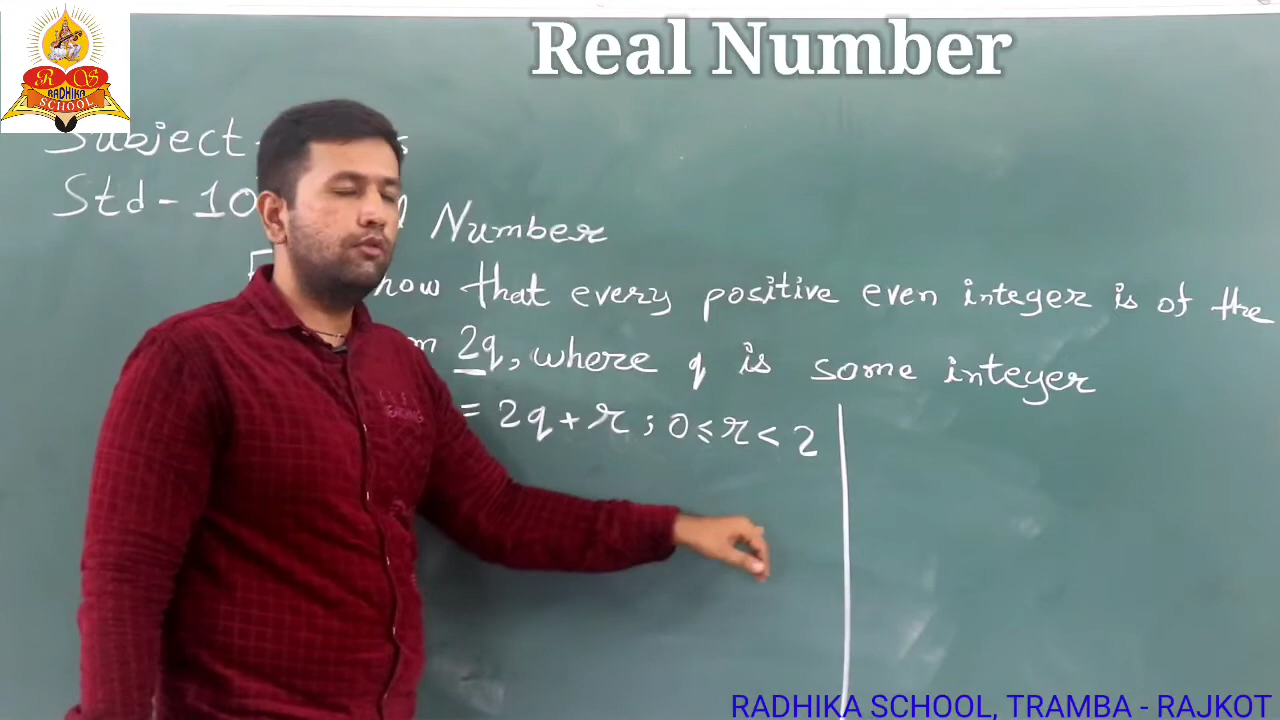 Real Number
R S
RADHIKA
SCHOOL
Subject -
Std - 10
Number
how that every positive even integer is of the
m 2q, where q is some integer
= 2q + r ; 0 ≤ r < 2
RADHIKA SCHOOL, TRAMBA - RAJKOT